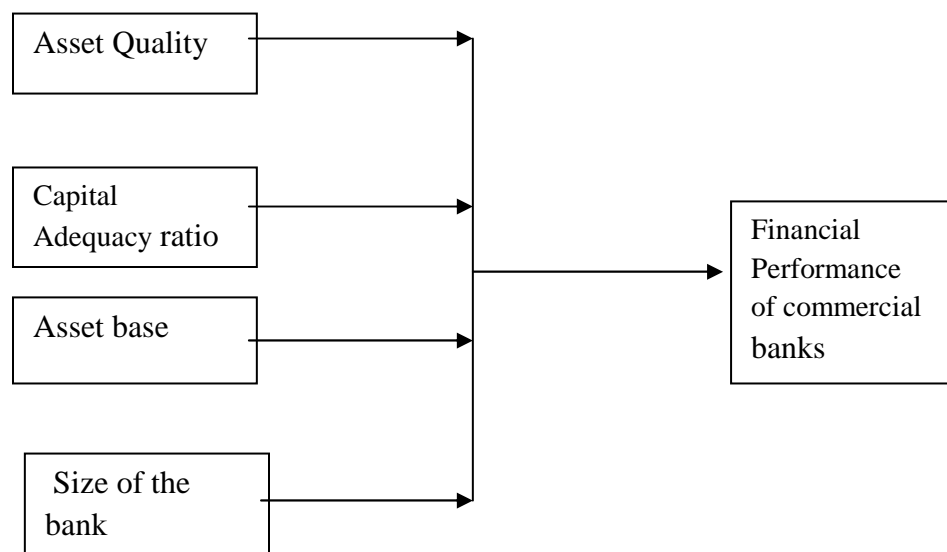 Asset Quality
Capital
Adequacy ratio
Asset base
Size of the
bank
Financial
Performance
of commercial
banks